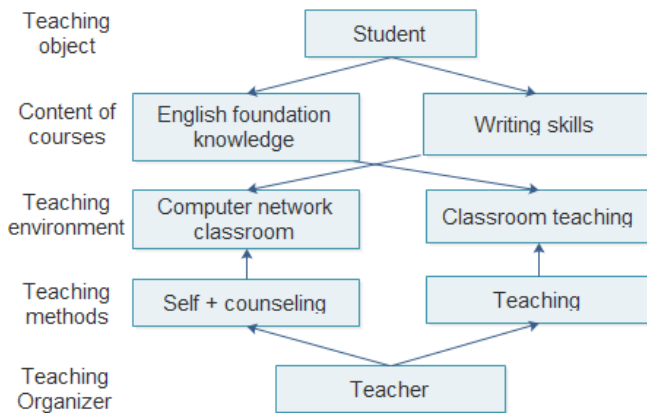 Teaching
object
Student
Content of
courses
English foundation
knowledge
Writing skills
Teaching
environment
Computer network
classroom
Classroom teaching
Teaching
methods
Self + counseling
Teaching
Teaching
Organizer
Teacher